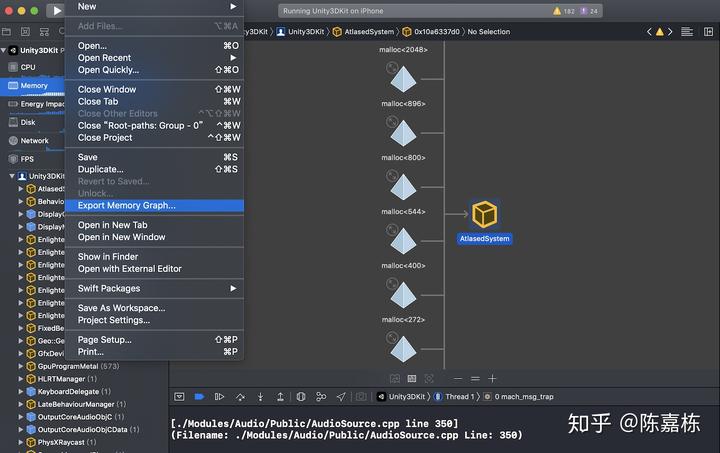 New
Add Files... ⌥⌘A
Open... ⌘O
Open Recent
Open Quickly... ⇧⌘O
Close Window ⇧⌘W
Close Tab ⌘W
Close Other Editors ^⌥⇧⌘W
Close "Root-paths: Group - 0" ^⌘W
Close Project ^⇧⌘W
Save ⌘S
Duplicate... ⇧⌘S
Revert to Saved...
Unlock...
Export Memory Graph...
Open in New Tab
Open in New Window
Show in Finder
Open with External Editor
Swift Packages
Save As Workspace...
Project Settings...
Page Setup... ⇧⌘P
Print... ⌘P
Running Unity3DKit on iPhone 182 24
Unity3DKit AtlasedSystem 0x10a6337d0 No Selection
Unity3DKit P
CPU
Memory
Energy Impac
Disk
Network
FPS
Unity3DKit
AtlasedS
Behavio
DisplayC
DisplayM
Enlighte
Enlighte
Enlighte
Enlighte
Enlighte
Enlighte
Enlighte
FixedBe
Geo::Ge
GfxDevi
GpuProgramMetal (573)
HLRTManager (1)
KeyboardDelegate (1)
LateBehaviourManager (1)
OutputCoreAudioObjC (1)
OutputCoreAudioObjCData (1)
PhysXRaycast (1)
malloc<2048>
malloc<896>
malloc<800>
malloc<544>
malloc<400>
malloc<272>
AtlasedSystem
Unity3DKit Thread 1 0 mach_msg_trap
[./Modules/Audio/Public/AudioSource.cpp line 350]
(Filename: ./Modules/Audio/Public/AudioSource.cpp Line: 350)
知乎 @陈嘉栋